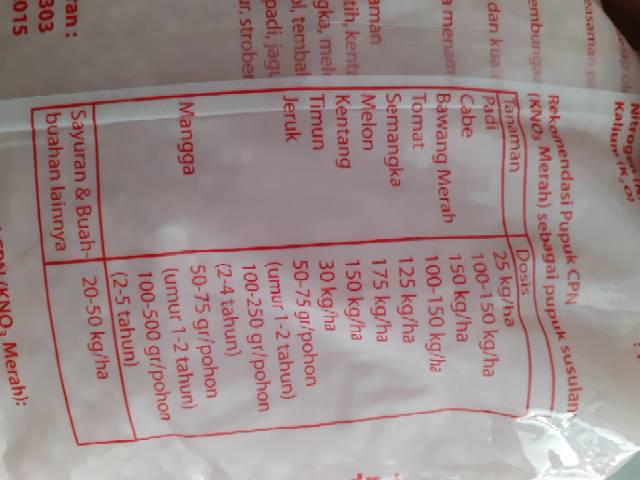 Kalium (K₂O)
Rekomendasi Pupuk CPN
(KNO₃ Merah) sebagai pupuk susulan
Tanaman Dosis
Padi 25 kg/ha
Cabe 100-150 kg/ha
Bawang Merah 150 kg/ha
Tomat 100-150 kg/ha
Semangka 125 kg/ha
Melon 175 kg/ha
Kentang 150 kg/ha
Timun 30 kg/ha
Jeruk 50-75 gr/pohon
(umur 1-2 tahun)
100-250 gr/pohon
(2-4 tahun)
Mangga 50-75 gr/pohon
(umur 1-2 tahun)
100-500 gr/pohon
(2-5 tahun)
Sayuran & Buah- 20-50 kg/ha
buahan lainnya
(KNO₃ Merah):